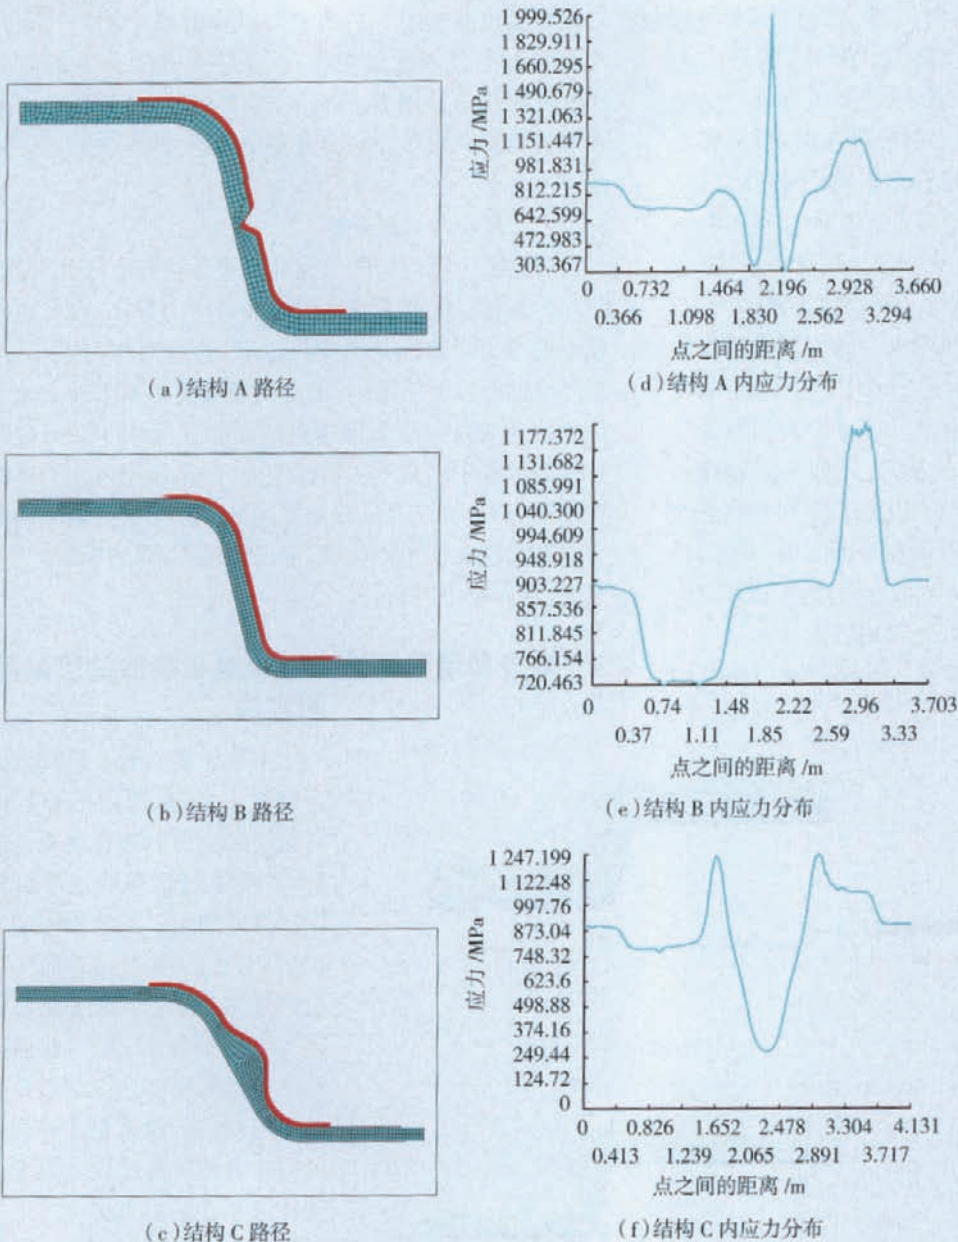 1 999.526
1 829.911
1 660.295
1 490.679
1 321.063
1 151.447
981.831
812.215
642.599
472.983
303.367
应力 /MPa
0 0.732 1.464 2.196 2.928 3.660
0.366 1.098 1.830 2.562 3.294
点之间的距离 /m
(a)结构 A 路径
(d)结构 A 内应力分布
1 177.372
1 131.682
1 085.991
1 040.300
994.609
948.918
903.227
857.536
811.845
766.154
720.463
应力 /MPa
0 0.74 1.48 2.22 2.96 3.703
0.37 1.11 1.85 2.59 3.33
点之间的距离 /m
(b)结构 B 路径
(e)结构 B 内应力分布
1 247.199
1 122.48
997.76
873.04
748.32
623.6
498.88
374.16
249.44
124.72
0
应力 /MPa
0 0.826 1.652 2.478 3.304 4.131
0.413 1.239 2.065 2.891 3.717
点之间的距离 /m
(c)结构 C 路径
(f)结构 C 内应力分布